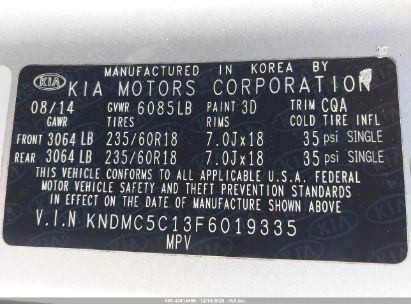 MANUFACTURED IN KOREA BY
KIA KIA MOTORS CORPORATION
08/14 GVWR 6085LB PAINT 3D TRIM CQA
GAWR TIRES RIMS COLD TIRE INFL
FRONT 3064 LB 235/60R18 7.0Jx18 35 psi SINGLE
REAR 3064 LB 235/60R18 7.0Jx18 35 psi SINGLE
THIS VEHICLE CONFORMS TO ALL APPLICABLE U.S.A. FEDERAL
MOTOR VEHICLE SAFETY AND THEFT PREVENTION STANDARDS
IN EFFECT ON THE DATE OF MANUFACTURE SHOWN ABOVE
V.I.N KNDMC5C13F6019335
MPV